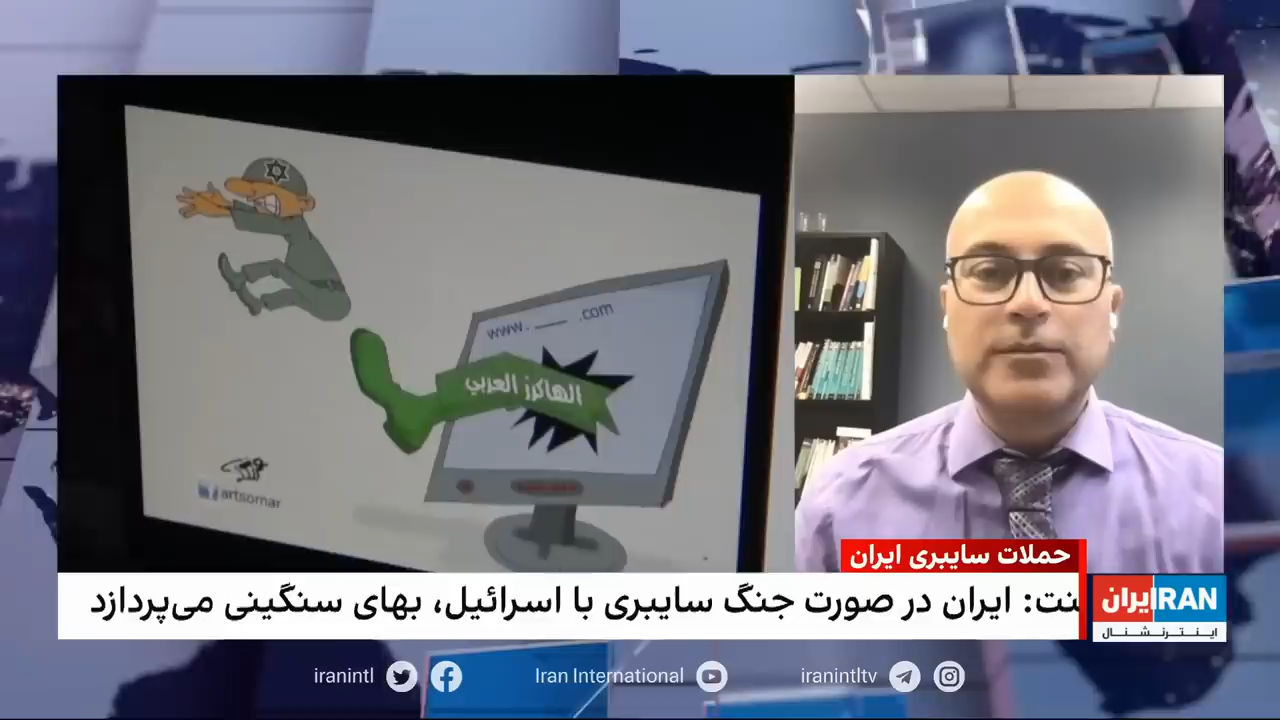 www. ___ .com
الهاكرز العربي
artsomar
حملات سایبری ایران
ایران در صورت جنگ سایبری با اسرائیل، بهای سنگینی می‌پردازد
ایران IRAN
اینترنشنال
iranintl
Iran International
iranintltv